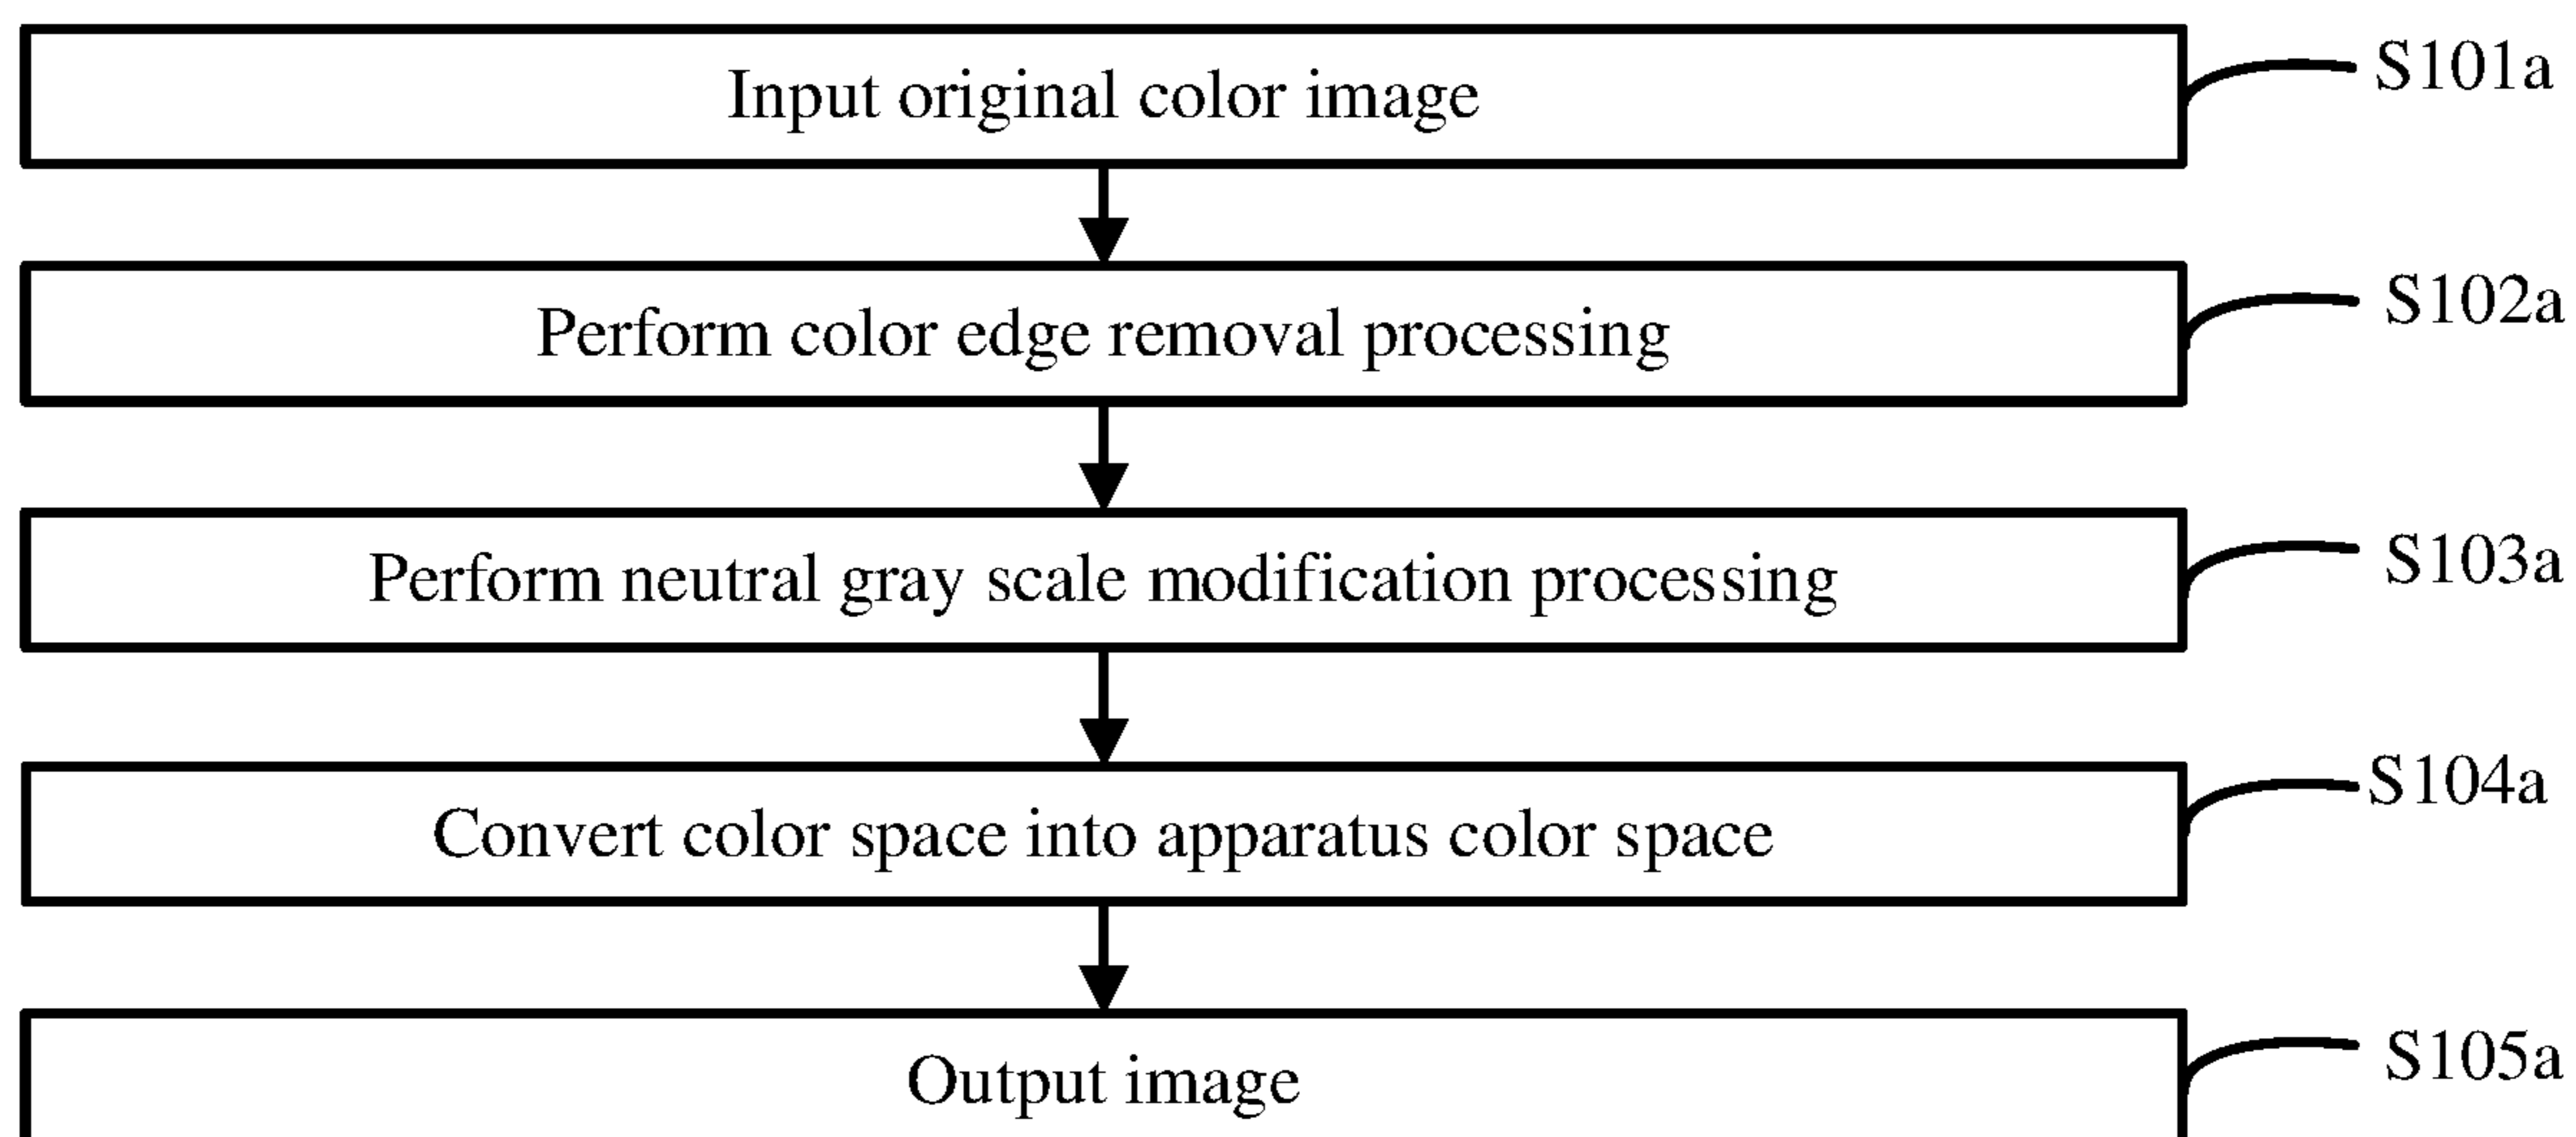 Input original color image
S101a
Perform color edge removal processing
S102a
Perform neutral gray scale modification processing
S103a
Convert color space into apparatus color space
S104a
Output image
S105a